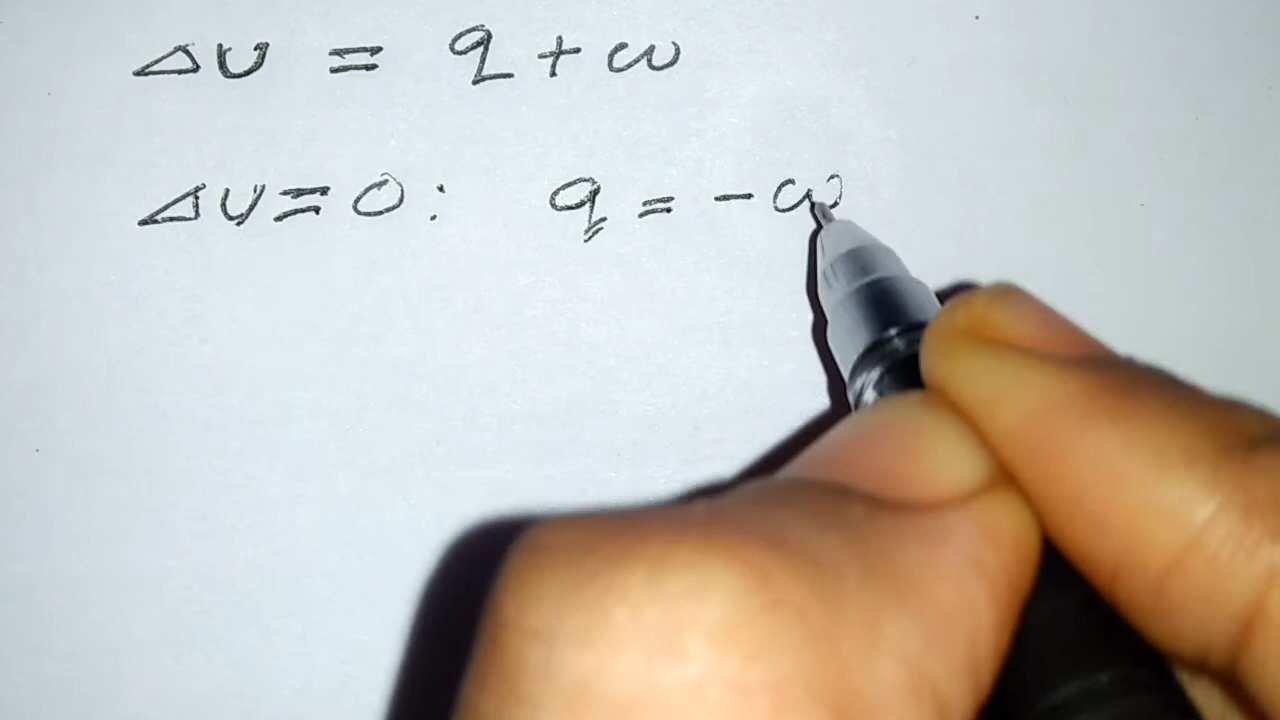 ΔU = q + w
ΔU = 0 : q = - w